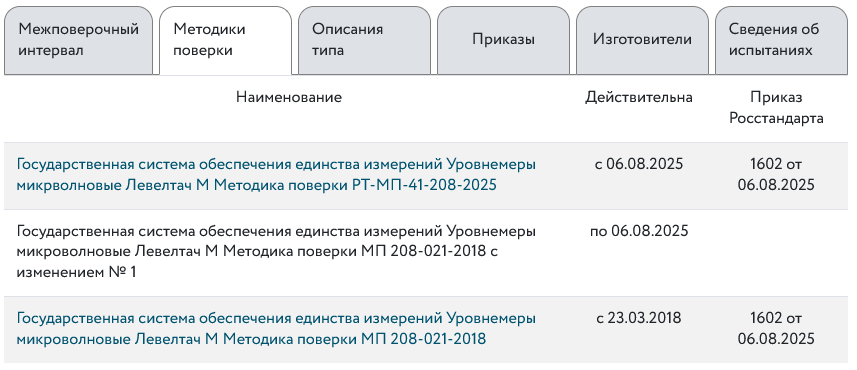 Межповерочный интервал
Методики поверки
Описания типа
Приказы
Изготовители
Сведения об испытаниях
Наименование
Действительна
Приказ Росстандарта
Государственная система обеспечения единства измерений Уровнемеры
микрволновые Левелтач М Методика поверки РТ-МП-41-208-2025
с 06.08.2025
1602 от
06.08.2025
Государственная система обеспечения единства измерений Уровнемеры
микроволновые Левелтач М Методика поверки МП 208-021-2018 с
изменением № 1
по 06.08.2025
Государственная система обеспечения единства измерений Уровнемеры
микроволновые Левелтач М Методика поверки МП 208-021-2018
с 23.03.2018
1602 от
06.08.2025